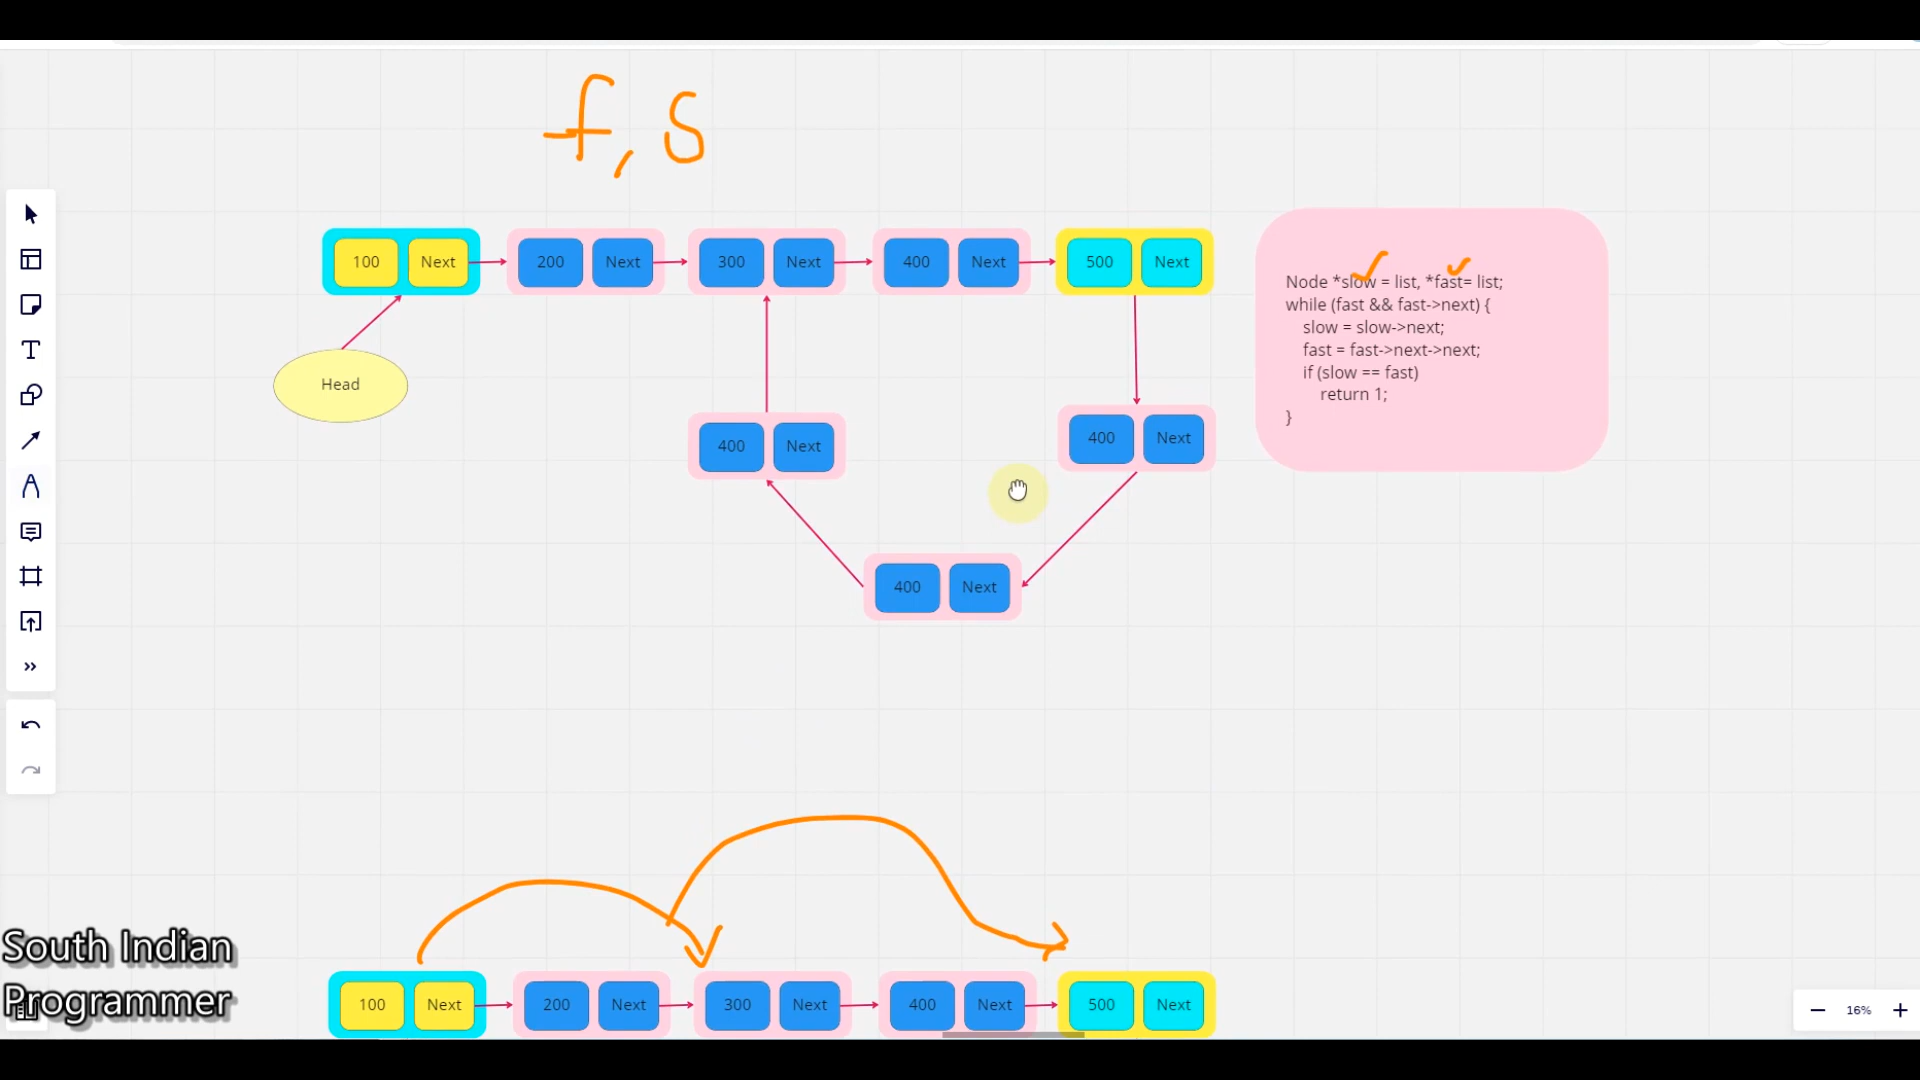 f, s
100 Next 200 Next 300 Next 400 Next 500 Next
Head
400 Next
400 Next
400 Next
Node *slow = list, *fast= list;
while (fast && fast->next) {
slow = slow->next;
fast = fast->next->next;
if (slow == fast)
return 1;
}
100 Next 200 Next 300 Next 400 Next 500 Next
South Indian
Programmer
16%